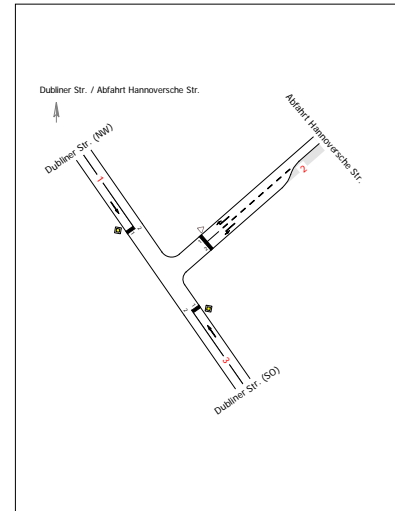 Dubliner Str. / Abfahrt Hannoversche Str.
Dubliner Str. (NW)
Abfahrt Hannoversche Str.
1
2
3
Dubliner Str. (SO)